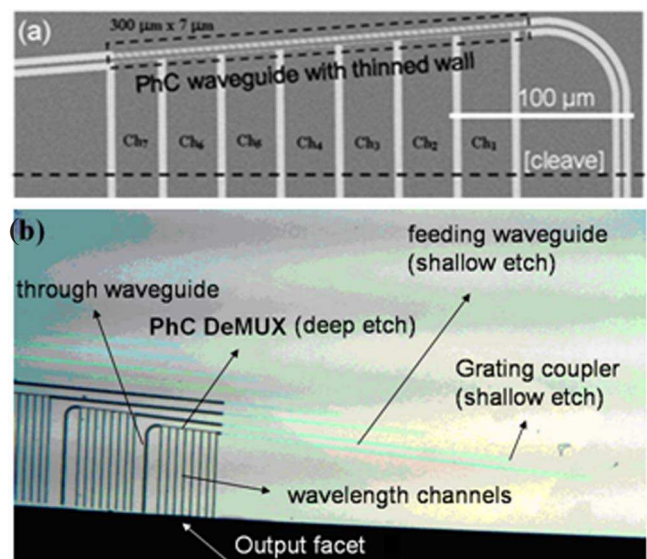 (a)
300 µm x 7 µm
PhC waveguide with thinned wall
100 µm
Ch7 Ch6 Ch5 Ch4 Ch3 Ch2 Ch1
[cleave]
(b)
feeding waveguide
(shallow etch)
through waveguide
PhC DeMUX (deep etch)
Grating coupler
(shallow etch)
wavelength channels
Output facet